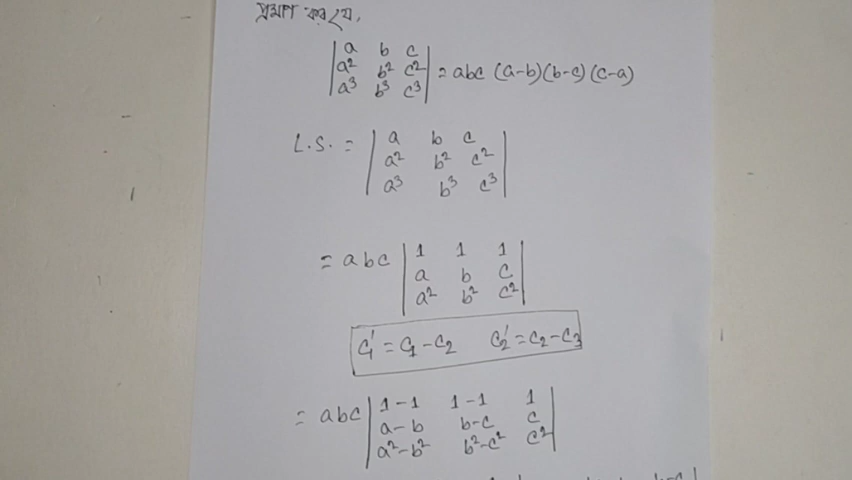 প্রমাণ কর যে,
| a b c |
| a² b² c² | = abc (a-b)(b-c)(c-a)
| a³ b³ c³ |
L.S. = | a b c |
| a² b² c² |
| a³ b³ c³ |
= abc | 1 1 1 |
| a b c |
| a² b² c² |
C₁' = C₁ - C₂ C₂' = C₂ - C₃
= abc | 1-1 1-1 1 |
| a-b b-c c |
| a²-b² b²-c² c² |